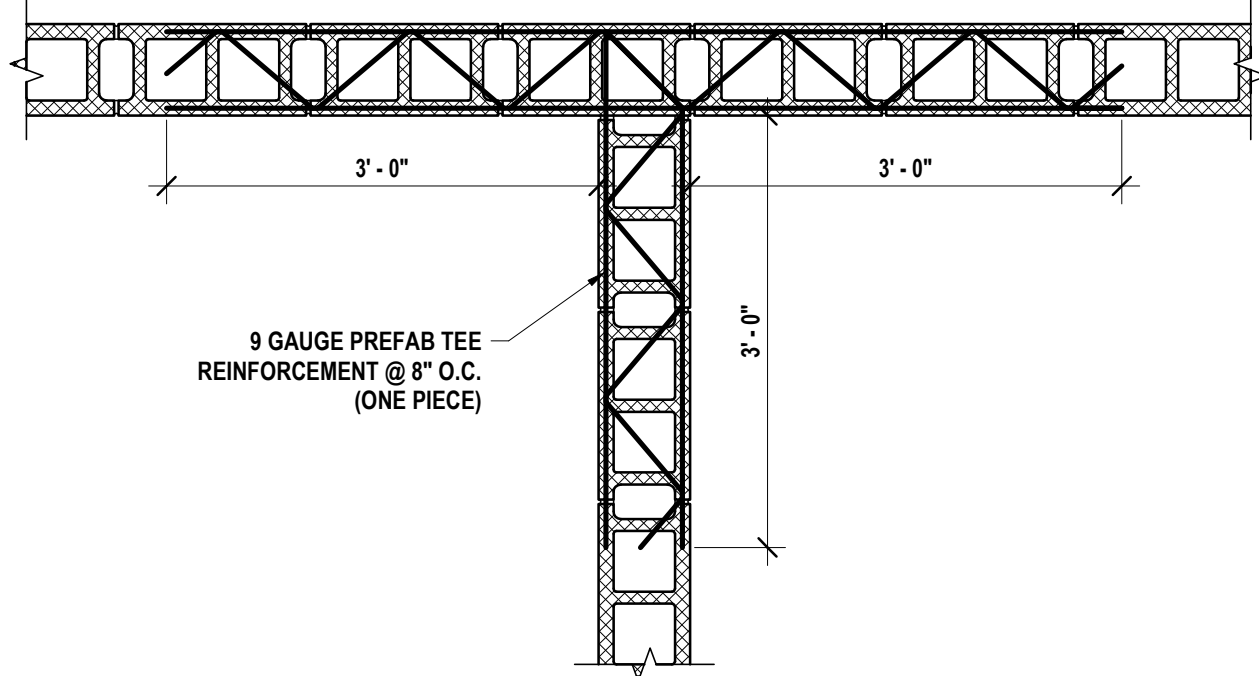 3' - 0"
3' - 0"
3' - 0"
9 GAUGE PREFAB TEE
REINFORCEMENT @ 8" O.C.
(ONE PIECE)